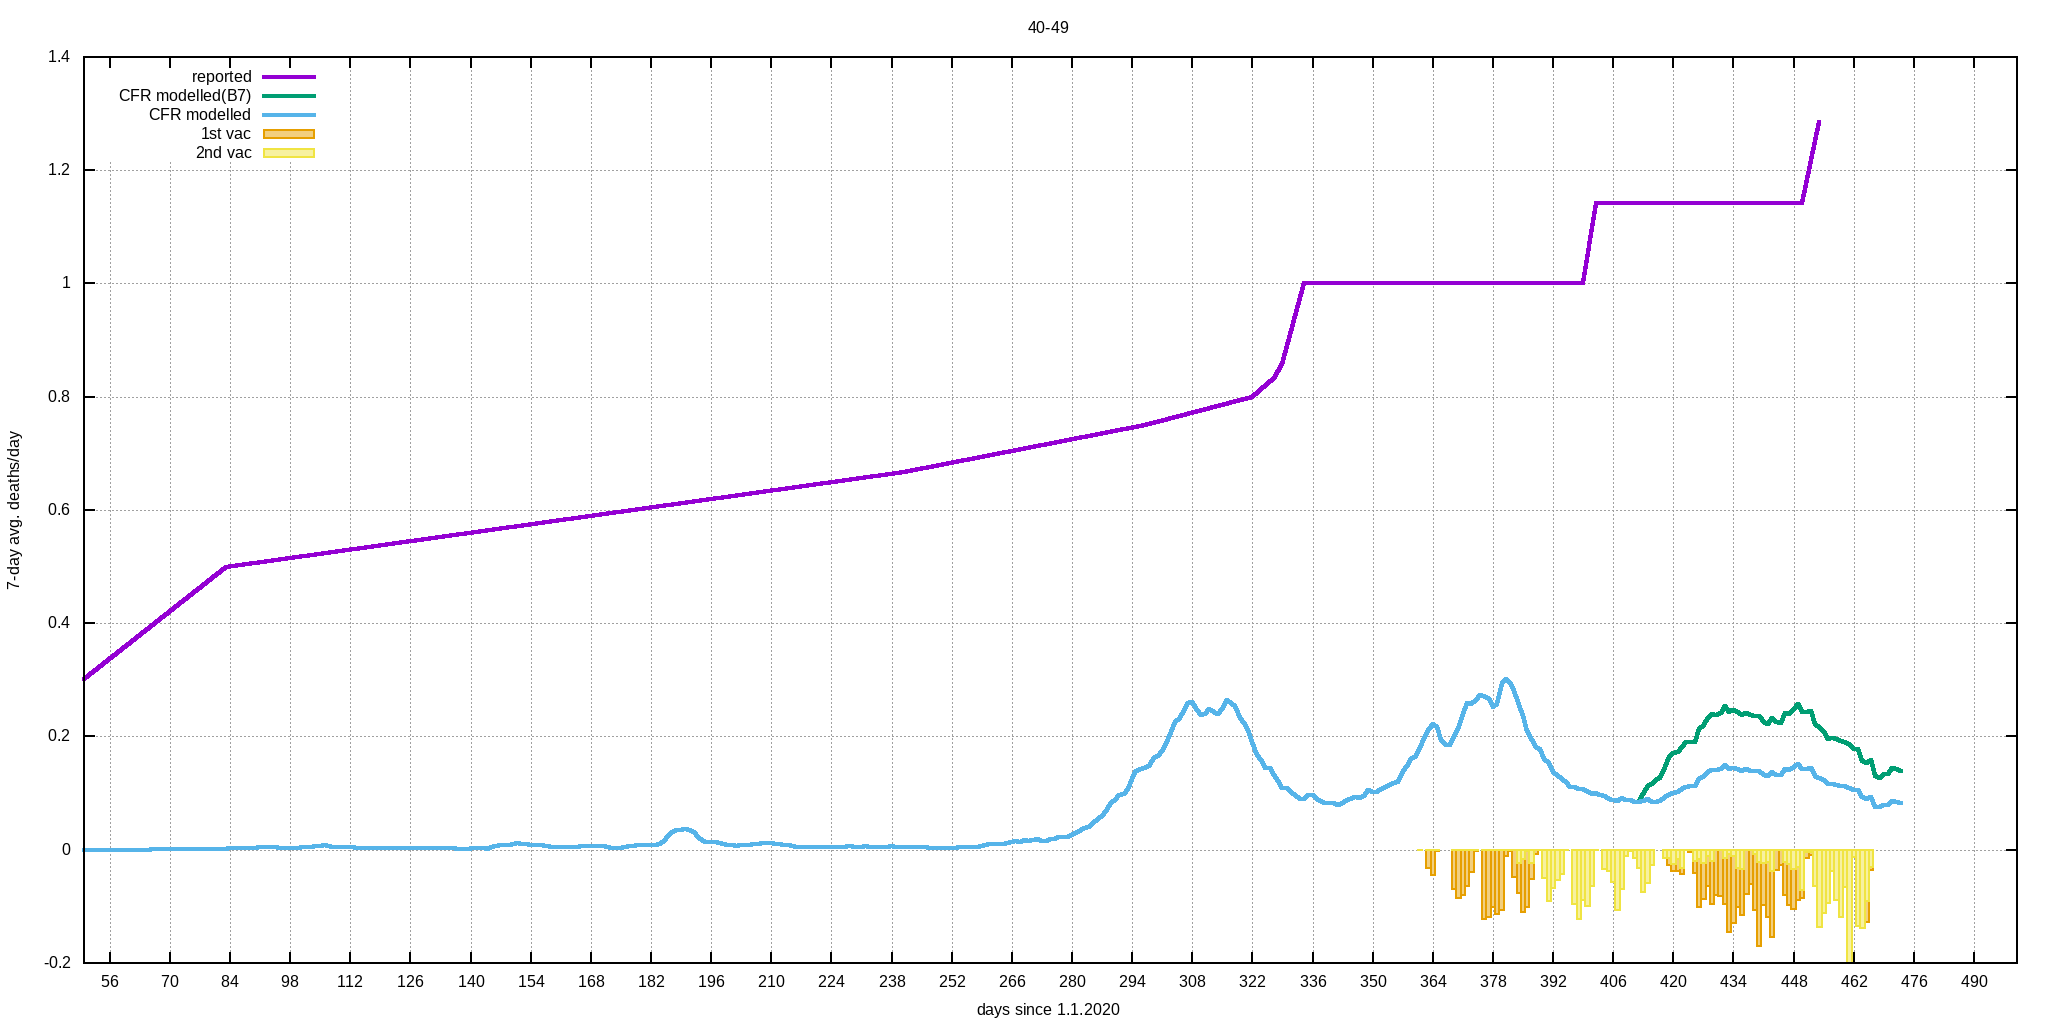 40-49
1.4
1.2
1
0.8
0.6
0.4
0.2
0
-0.2
7-day avg. deaths/day
reported
CFR modelled(B7)
CFR modelled
1st vac
2nd vac
56 70 84 98 112 126 140 154 168 182 196 210 224 238 252 266 280 294 308 322 336 350 364 378 392 406 420 434 448 462 476 490
days since 1.1.2020